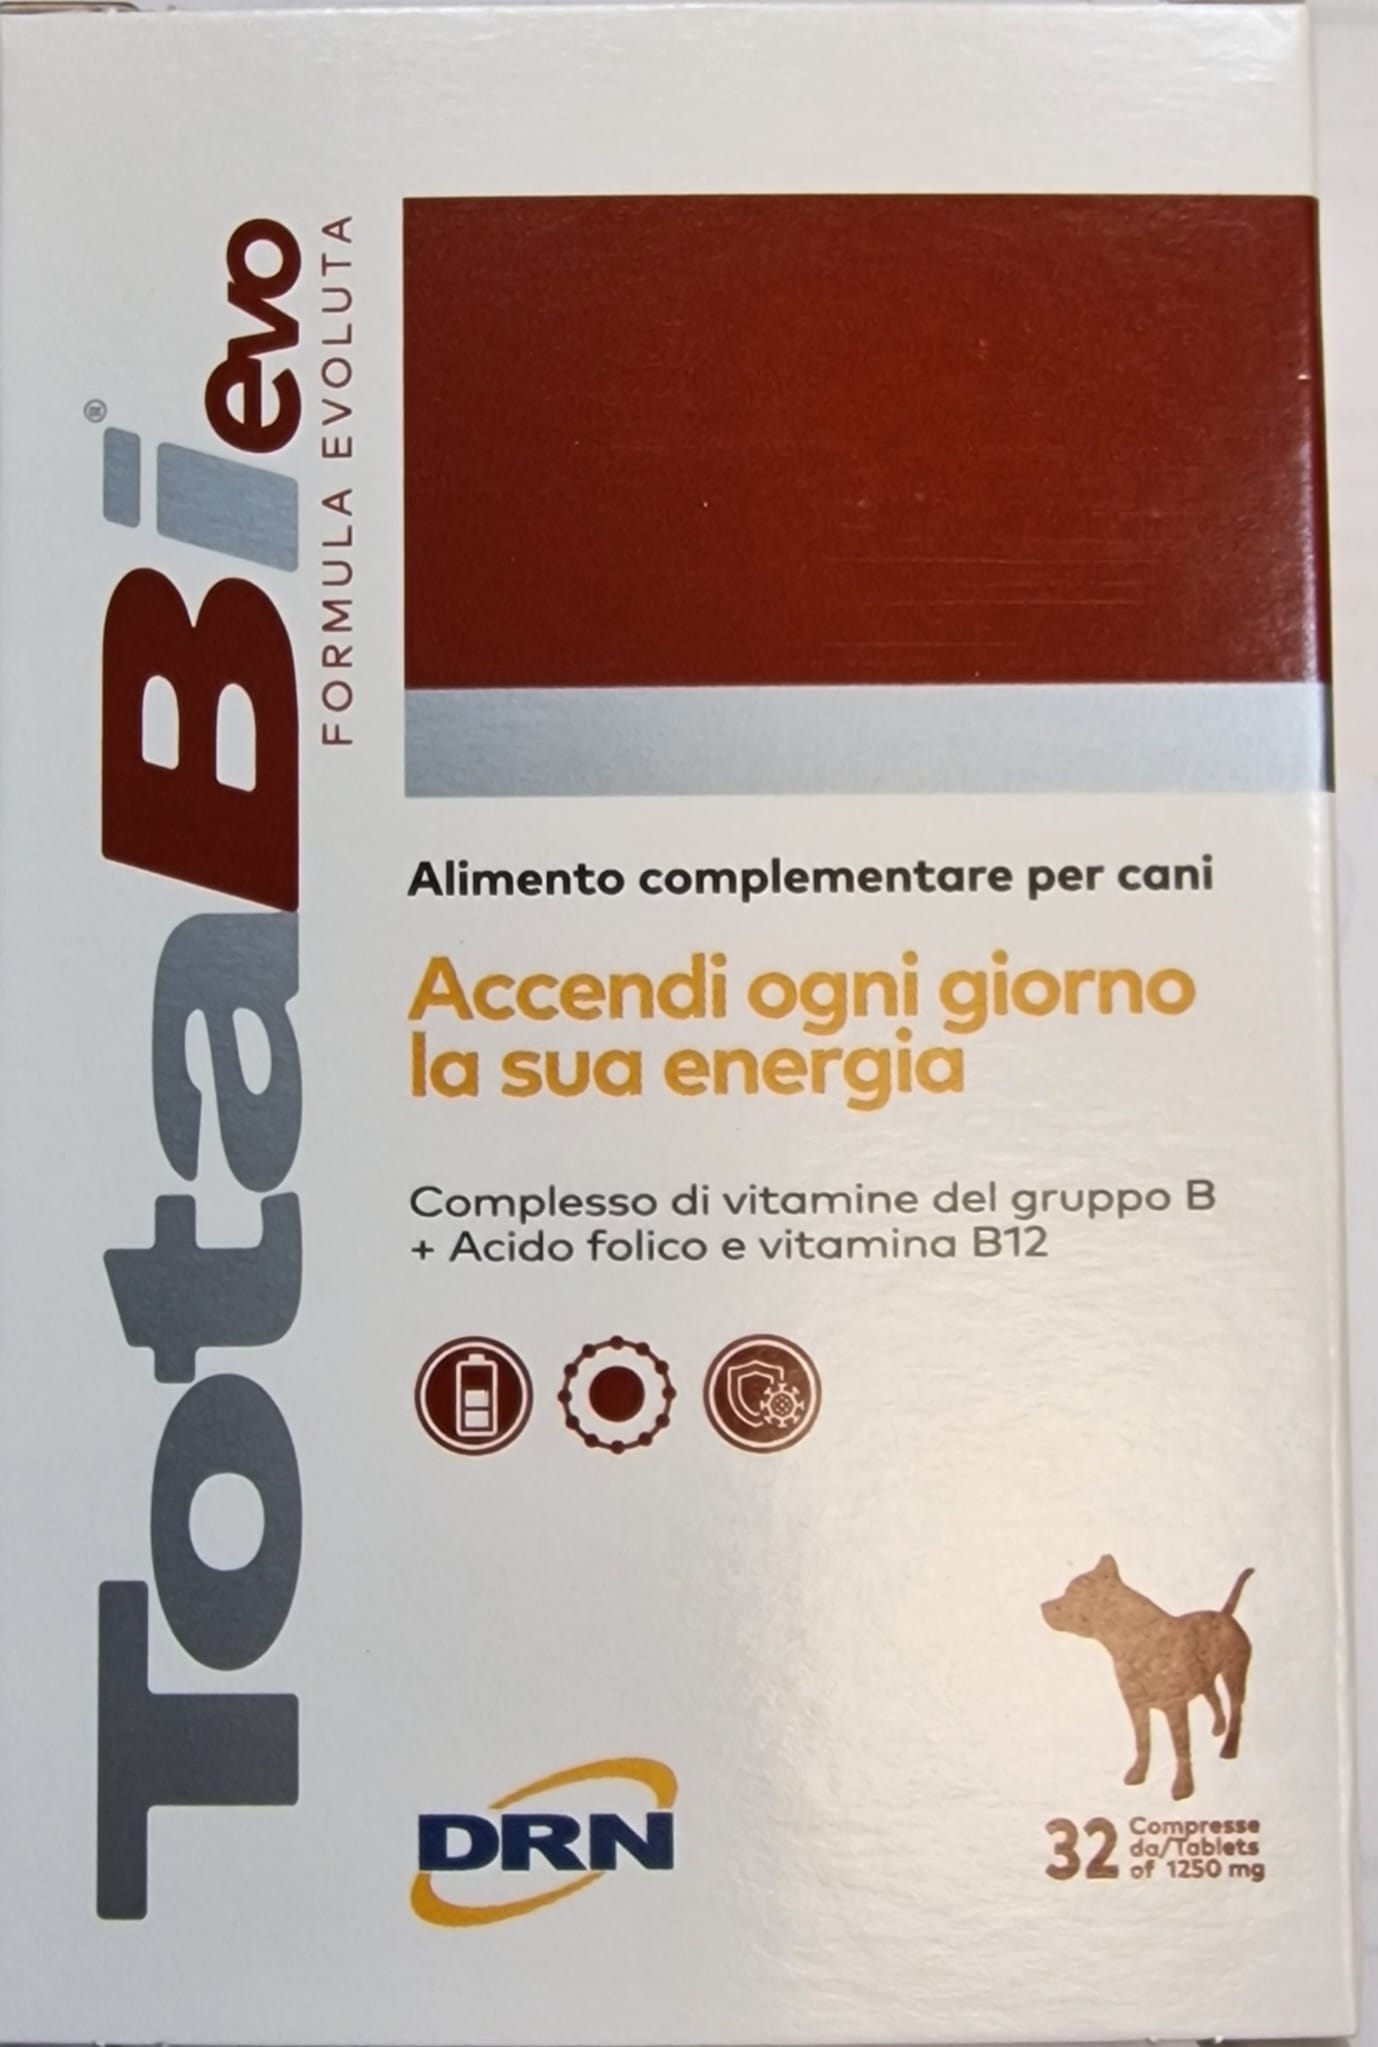 TotaBi evo
®
FORMULA EVOLUTA
Alimento complementare per cani
Accendi ogni giorno
la sua energia
Complesso di vitamine del gruppo B
+ Acido folico e vitamina B12
DRN
32 Compresse
da/Tablets
of 1250 mg